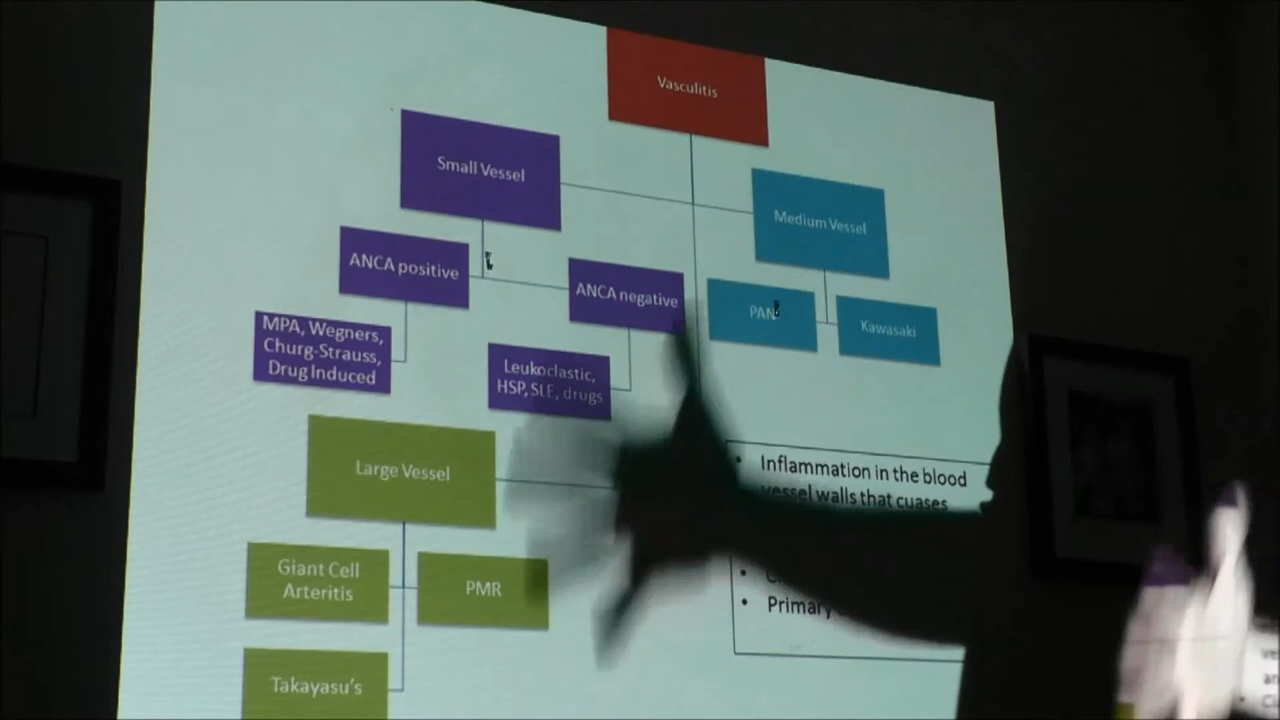 Vasculitis
Small Vessel
Medium Vessel
ANCA positive
ANCA negative
PAN
Kawasaki
MPA, Wegners,
Churg-Strauss,
Drug Induced
Leukoclastic,
HSP, SLE, drugs
Large Vessel
• Inflammation in the blood
vessel walls that cuases
Giant Cell
Arteritis
PMR
• Primary
Takayasu's